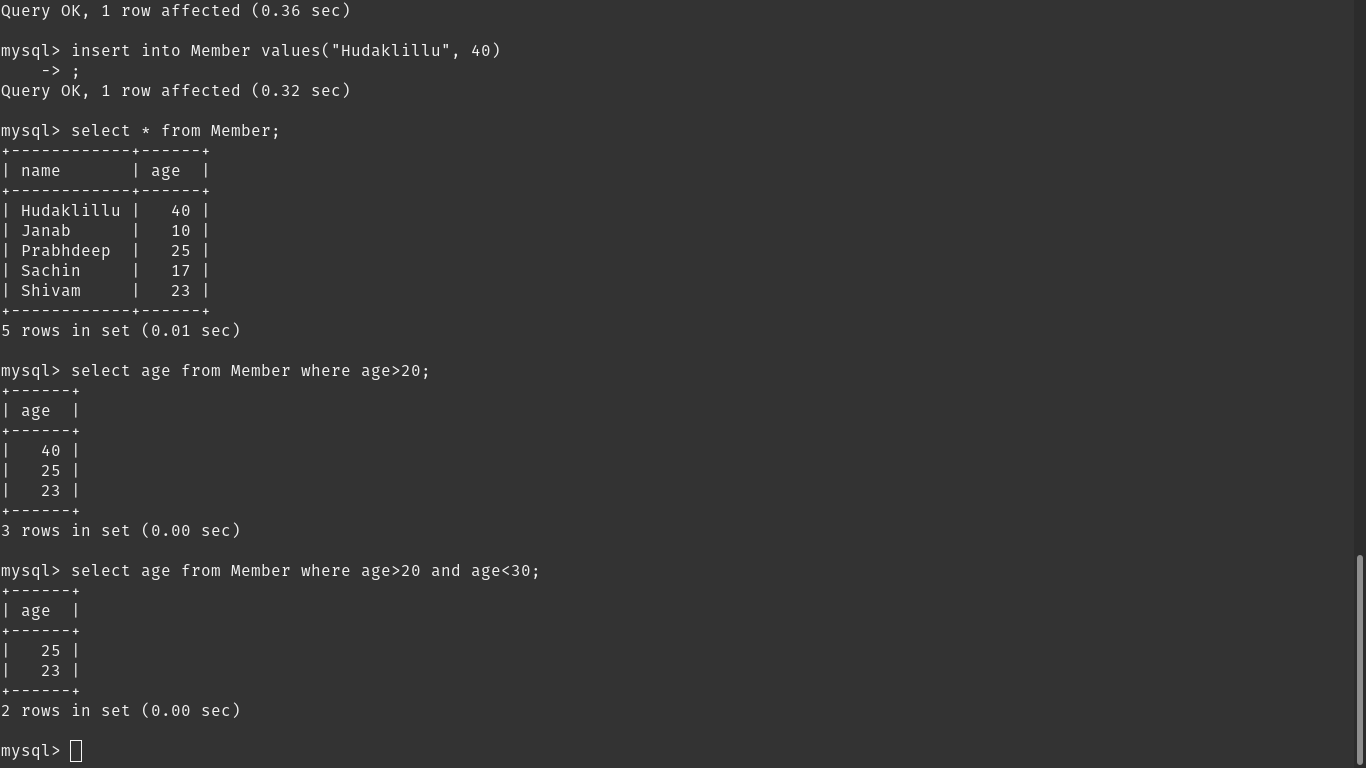 Query OK, 1 row affected (0.36 sec)
mysql> insert into Member values("Hudaklillu", 40)
    -> ;
Query OK, 1 row affected (0.32 sec)
mysql> select * from Member;
+------------+------+
| name       | age  |
+------------+------+
| Hudaklillu |   40 |
| Janab      |   10 |
| Prabhdeep  |   25 |
| Sachin     |   17 |
| Shivam     |   23 |
+------------+------+
5 rows in set (0.01 sec)
mysql> select age from Member where age>20;
+------+
| age  |
+------+
|   40 |
|   25 |
|   23 |
+------+
3 rows in set (0.00 sec)
mysql> select age from Member where age>20 and age<30;
+------+
| age  |
+------+
|   25 |
|   23 |
+------+
2 rows in set (0.00 sec)
mysql>